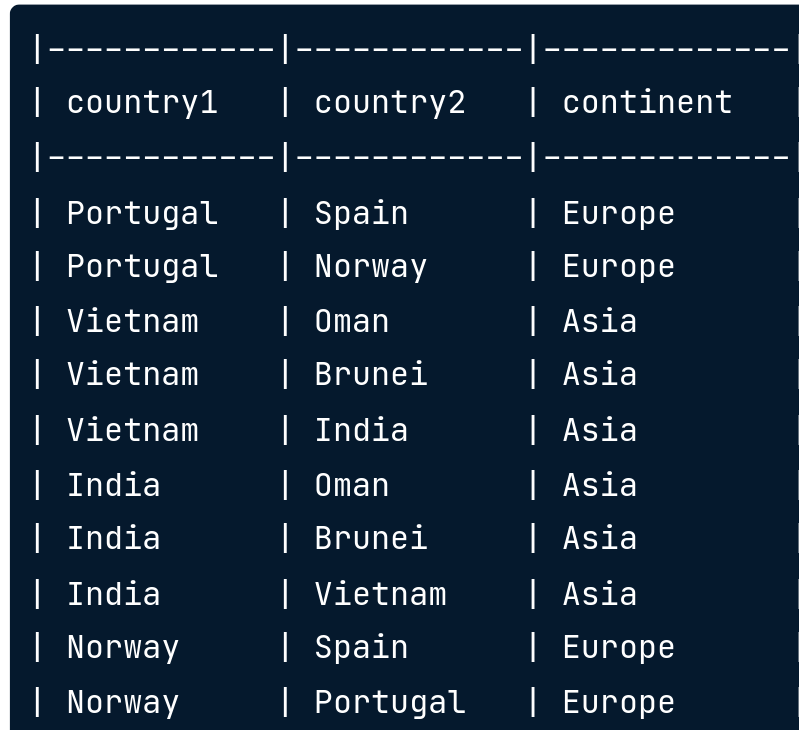 |------------|------------|-------------|
| country1 | country2 | continent |
|------------|------------|-------------|
| Portugal | Spain | Europe |
| Portugal | Norway | Europe |
| Vietnam | Oman | Asia |
| Vietnam | Brunei | Asia |
| Vietnam | India | Asia |
| India | Oman | Asia |
| India | Brunei | Asia |
| India | Vietnam | Asia |
| Norway | Spain | Europe |
| Norway | Portugal | Europe |